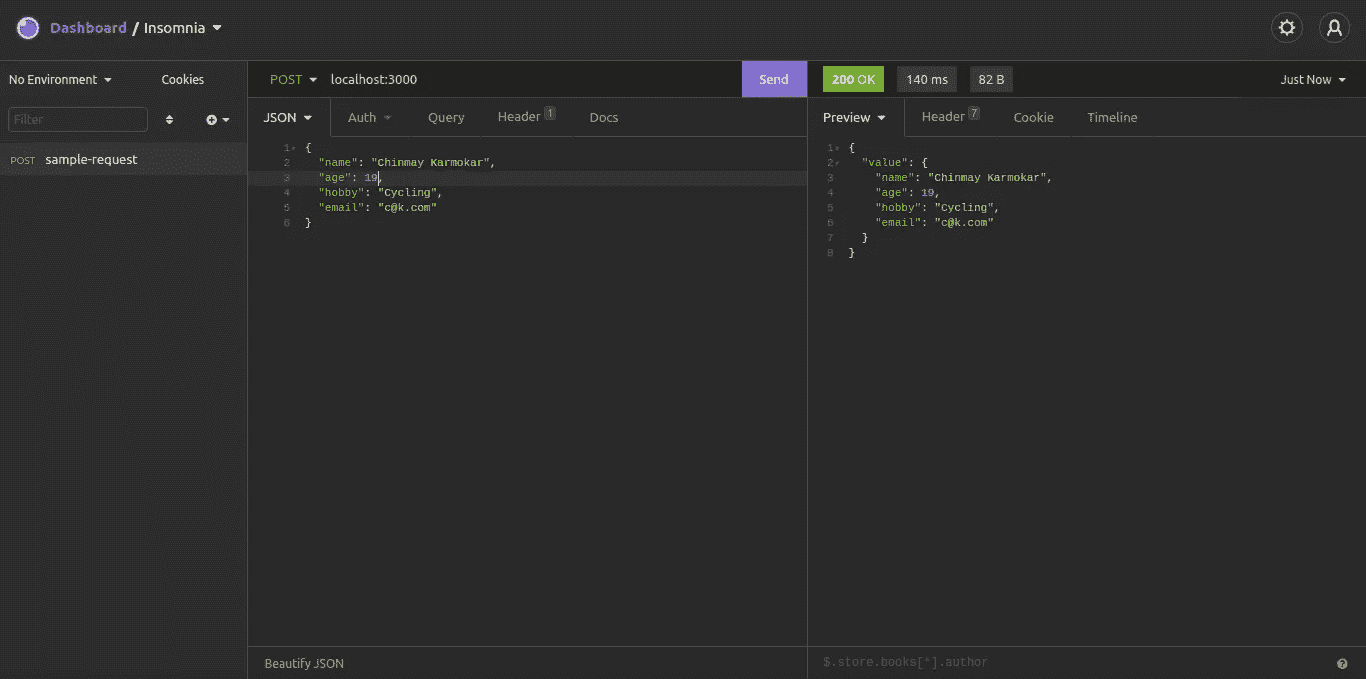 Dashboard / Insomnia
No Environment Cookies
Filter
POST sample-request
POST localhost:3000 Send
JSON Auth Query Header 1 Docs
1 {
2 "name": "Chinmay Karmokar",
3 "age": 19,
4 "hobby": "Cycling",
5 "email": "c@k.com"
6 }
Beautify JSON
200 OK 140 ms 82 B Just Now
Preview Header 7 Cookie Timeline
1 {
2 "value": {
3 "name": "Chinmay Karmokar",
4 "age": 19,
5 "hobby": "Cycling",
6 "email": "c@k.com"
7 }
8 }
$.store.books[*].author